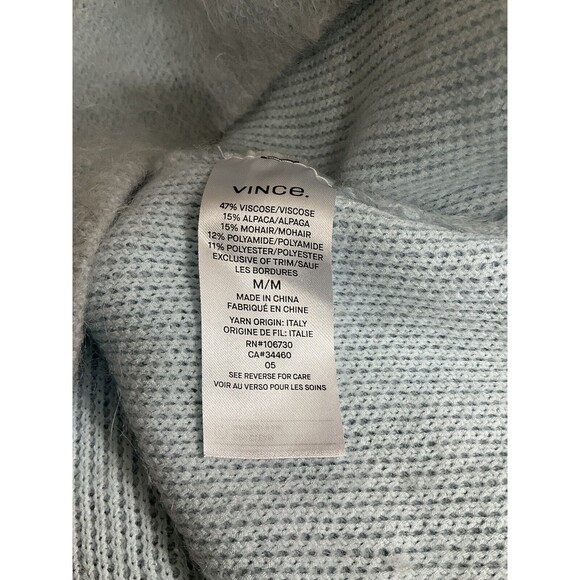 VINCE.
47% VISCOSE/VISCOSE
15% ALPACA/ALPAGA
15% MOHAIR/MOHAIR
12% POLYAMIDE/POLYAMIDE
11% POLYESTER/POLYESTER
EXCLUSIVE OF TRIM/SAUF
LES BORDURES
M/M
MADE IN CHINA
FABRIQUÉ EN CHINE
YARN ORIGIN: ITALY
ORIGINE DE FIL: ITALIE
RN#106730
CA#34460
05
SEE REVERSE FOR CARE
VOIR AU VERSO POUR LES SOINS